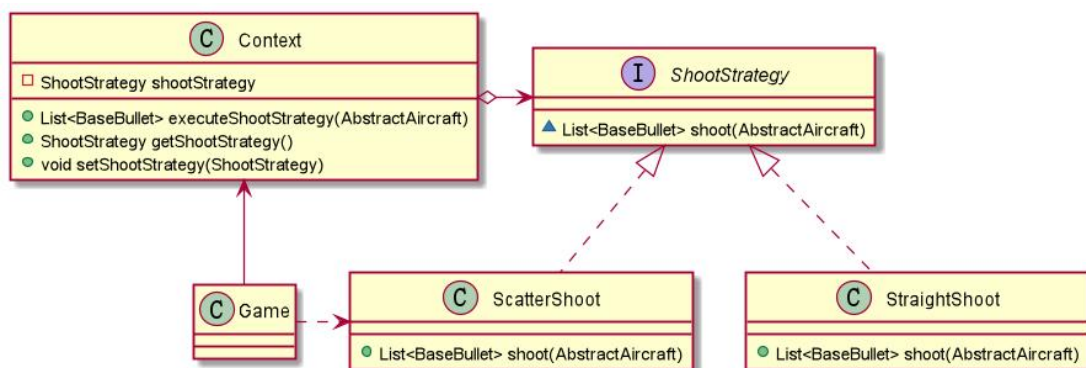 C Context
ShootStrategy shootStrategy
List<BaseBullet> executeShootStrategy(AbstractAircraft)
ShootStrategy getShootStrategy()
void setShootStrategy(ShootStrategy)
I ShootStrategy
List<BaseBullet> shoot(AbstractAircraft)
C Game
C ScatterShoot
List<BaseBullet> shoot(AbstractAircraft)
C StraightShoot
List<BaseBullet> shoot(AbstractAircraft)